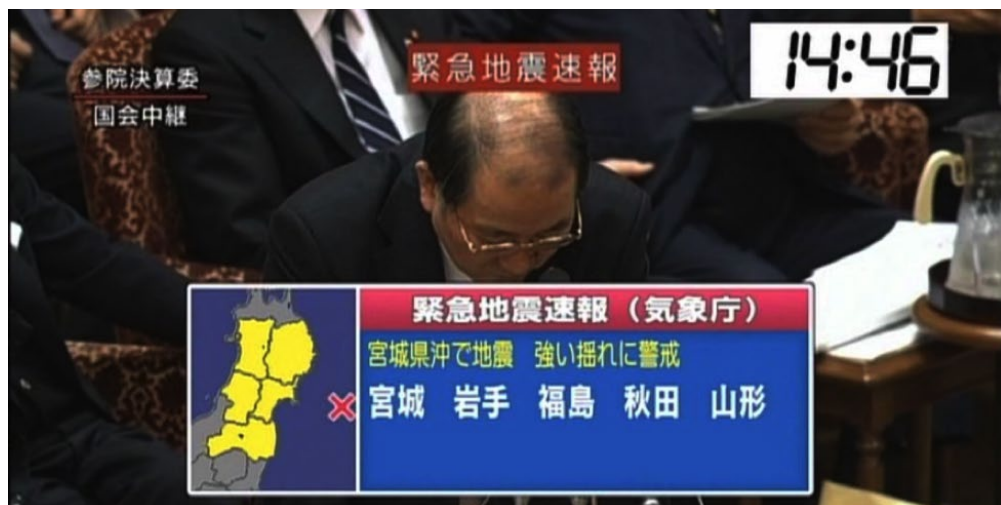 参院決算委
国会中継
緊急地震速報
14:46
緊急地震速報（気象庁）
宮城県沖で地震　強い揺れに警戒
宮城　岩手　福島　秋田　山形